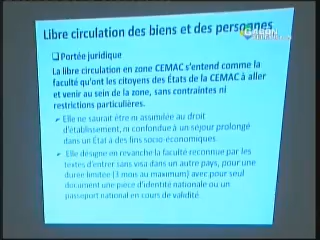 Libre circulation des biens et des personnes
❑ Portée juridique
La libre circulation en zone CEMAC s'entend comme la
faculté qu'ont les citoyens des États de la CEMAC à aller
et venir au sein de la zone, sans contraintes ni
restrictions particulières.
➢ Elle ne saurait être ni assimilée au droit
d'établissement, ni confondue à un séjour prolongé
dans un État à des fins socio-économiques.
➢ Elle désigne en revanche la faculté reconnue par les
textes d'entrer sans visa dans un autre pays, pour une
durée limitée (3 mois au maximum) avec pour seul
document une pièce d'identité nationale ou un
passeport national en cours de validité.